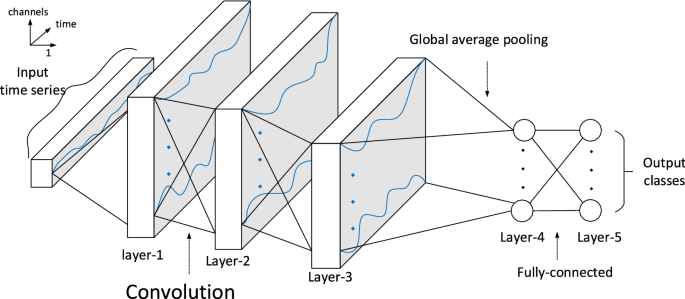 channels
time
1
Input
time series
Global average pooling
Output
classes
layer-1
Layer-2
Layer-3
Layer-4
Layer-5
Convolution
Fully-connected